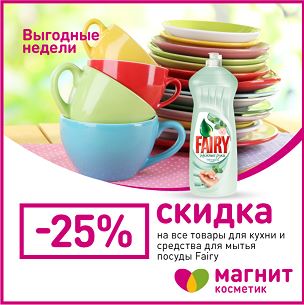 Выгодные
недели
FAIRY
-25%
скидка
на все товары для кухни и
средства для мытья
посуды Fairy
магнит
косметик